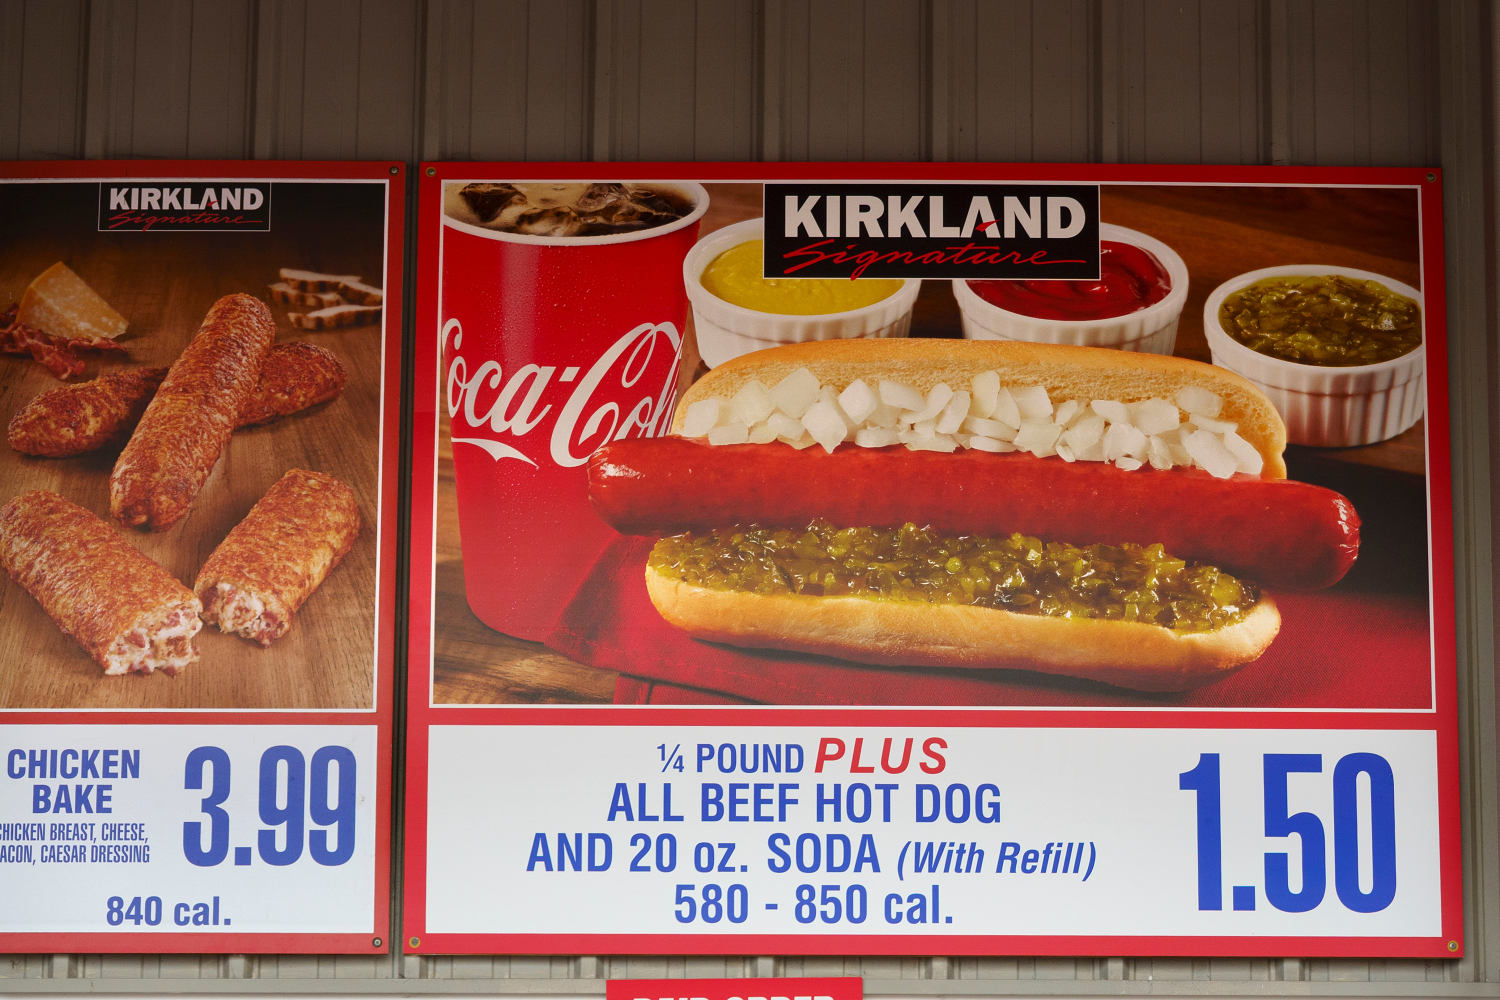 KIRKLAND
Signature
CHICKEN
BAKE
CHICKEN BREAST, CHEESE,
CAESAR DRESSING
3.99
840 cal.
KIRKLAND
Signature
Coca-Cola
¼ POUND PLUS
ALL BEEF HOT DOG
AND 20 oz. SODA (With Refill)
580 - 850 cal.
1.50